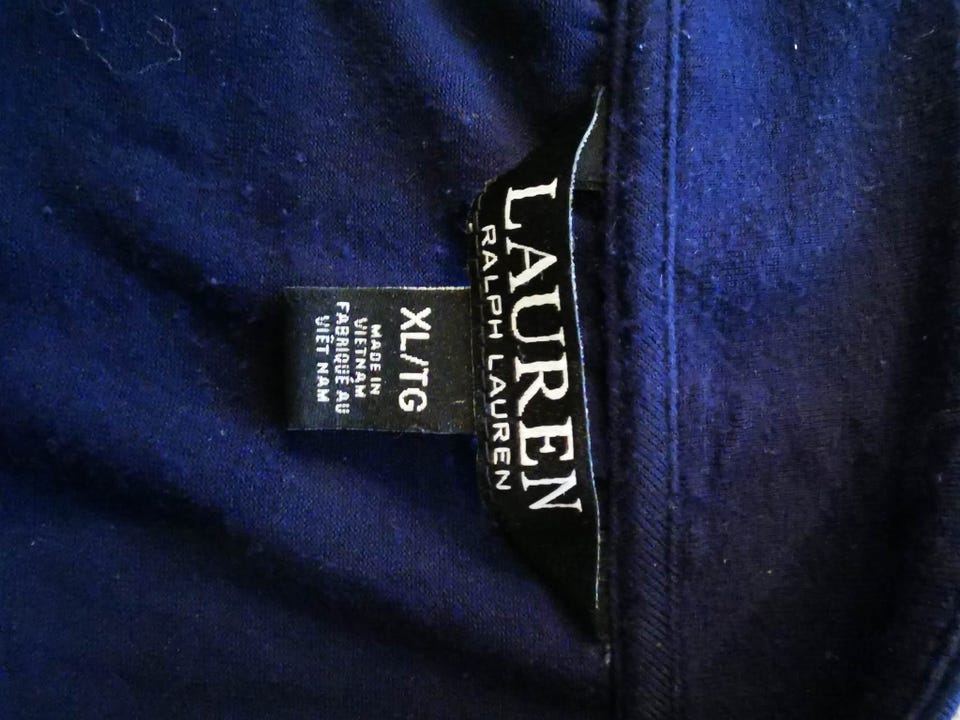 LAUREN
RALPH LAUREN
XL/TG
MADE IN
VIETNAM
FABRIQUÉ AU
VIÊT NAM